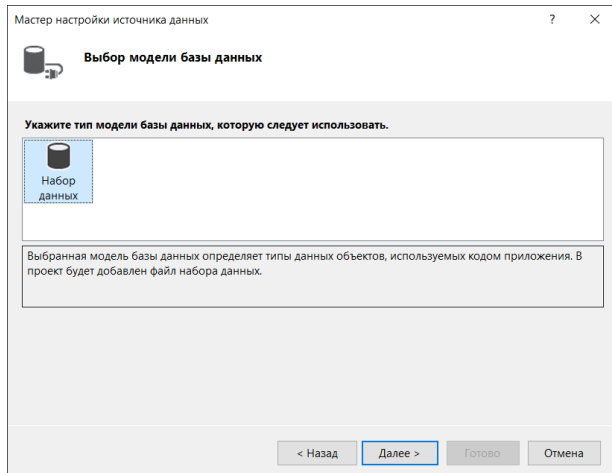 Мастер настройки источника данных
Выбор модели базы данных
Укажите тип модели базы данных, которую следует использовать.
Набор
данных
Выбранная модель базы данных определяет типы данных объектов, используемых кодом приложения. В
проект будет добавлен файл набора данных.
< Назад Далее > Готово Отмена